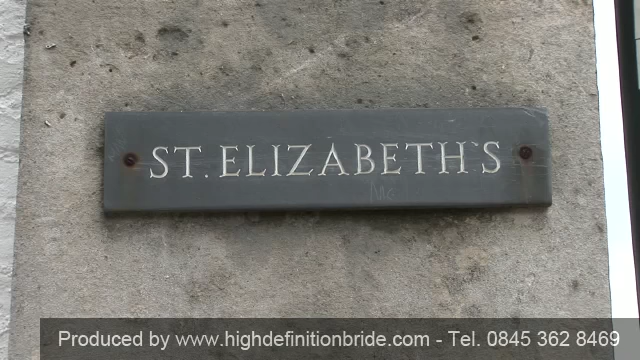 ST. ELIZABETH'S
Produced by www.highdefinitionbride.com - Tel. 0845 362 8469